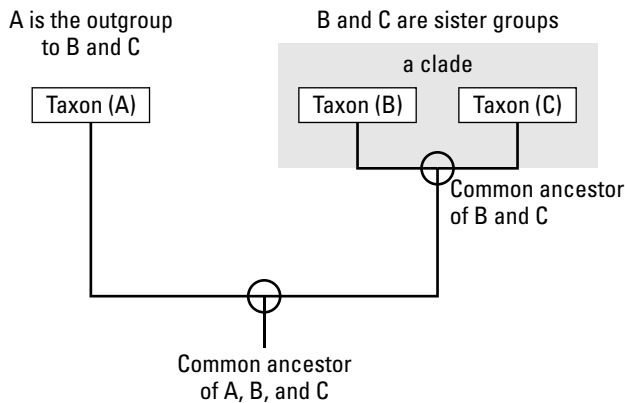 A is the outgroup
to B and C
B and C are sister groups
a clade
Taxon (A)
Taxon (B)
Taxon (C)
Common ancestor
of B and C
Common ancestor
of A, B, and C